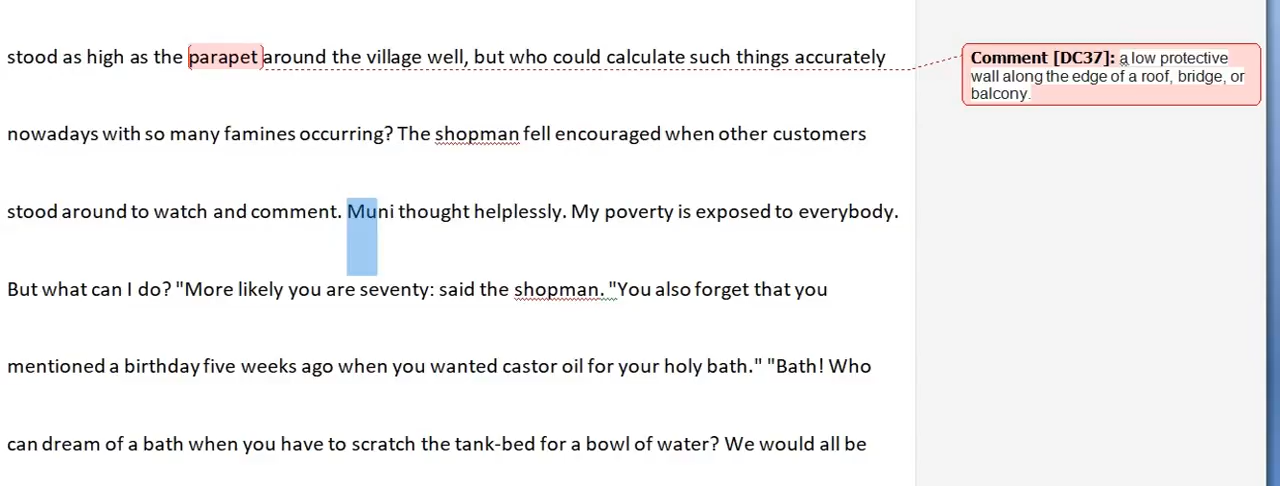 stood as high as the parapet around the village well, but who could calculate such things accurately
Comment [DC37]: a low protective
wall along the edge of a roof, bridge, or
balcony.
nowadays with so many famines occurring? The shopman fell encouraged when other customers
stood around to watch and comment. Muni thought helplessly. My poverty is exposed to everybody.
But what can I do? "More likely you are seventy: said the shopman. "You also forget that you
mentioned a birthday five weeks ago when you wanted castor oil for your holy bath." "Bath! Who
can dream of a bath when you have to scratch the tank-bed for a bowl of water? We would all be